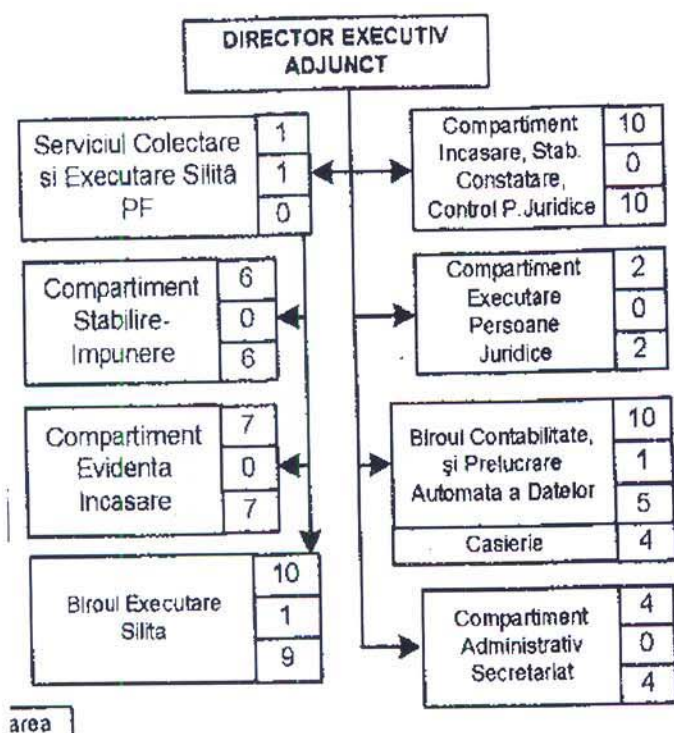 DIRECTOR EXECUTIV
ADJUNCT
Serviciul Colectare
si Executare Silită
PF
1
1
0
Compartiment
Incasare, Stab.
Constatare,
Control P. Juridice
10
0
10
Compartiment
Stabilire-
Impunere
6
0
6
Compartiment
Executare
Persoane
Juridice
2
0
2
Compartiment
Evidenta
Incasare
7
0
7
Biroul Contabilitate,
şi Prelucrare
Automata a Datelor
10
1
5
Casierie
4
Biroul Executare
Silita
10
1
9
Compartiment
Administrativ
Secretariat
4
0
4
area